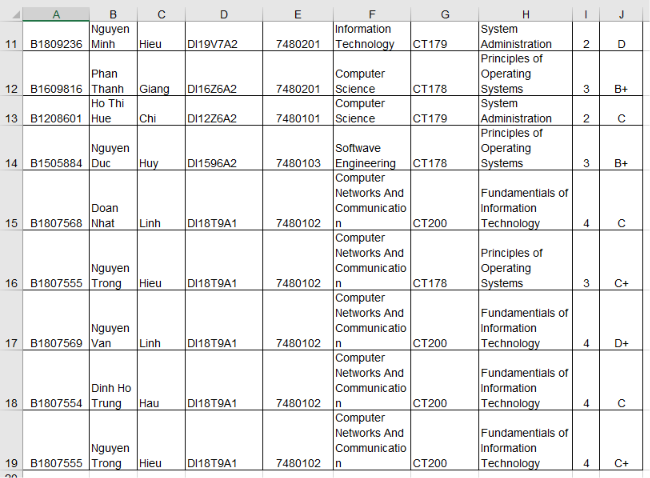 A B C D E F G H I J
Nguyen Information System
11 B1809236 Minh Hieu DI19V7A2 7480201 Technology CT179 Administration 2 D
Principles of
Phan Computer Operating
12 B1609816 Thanh Giang DI16Z6A2 7480201 Science CT178 Systems 3 B+
Ho Thi Computer System
13 B1208601 Hue Chi DI12Z6A2 7480101 Science CT179 Administration 2 C
Principles of
Nguyen Softwave Operating
14 B1505884 Duc Huy DI1596A2 7480103 Engineering CT178 Systems 3 B+
Computer
Networks And Fundamentials of
Doan Communicatio Information
15 B1807568 Nhat Linh DI18T9A1 7480102 n CT200 Technology 4 C
Computer
Networks And Principles of
Nguyen Communicatio Operating
16 B1807555 Trong Hieu DI18T9A1 7480102 n CT178 Systems 3 C+
Computer
Networks And Fundamentials of
Nguyen Communicatio Information
17 B1807569 Van Linh DI18T9A1 7480102 n CT200 Technology 4 D+
Computer
Networks And Fundamentials of
Dinh Ho Communicatio Information
18 B1807554 Trung Hau DI18T9A1 7480102 n CT200 Technology 4 C
Computer
Networks And Fundamentials of
Nguyen Communicatio Information
19 B1807555 Trong Hieu DI18T9A1 7480102 n CT200 Technology 4 C+